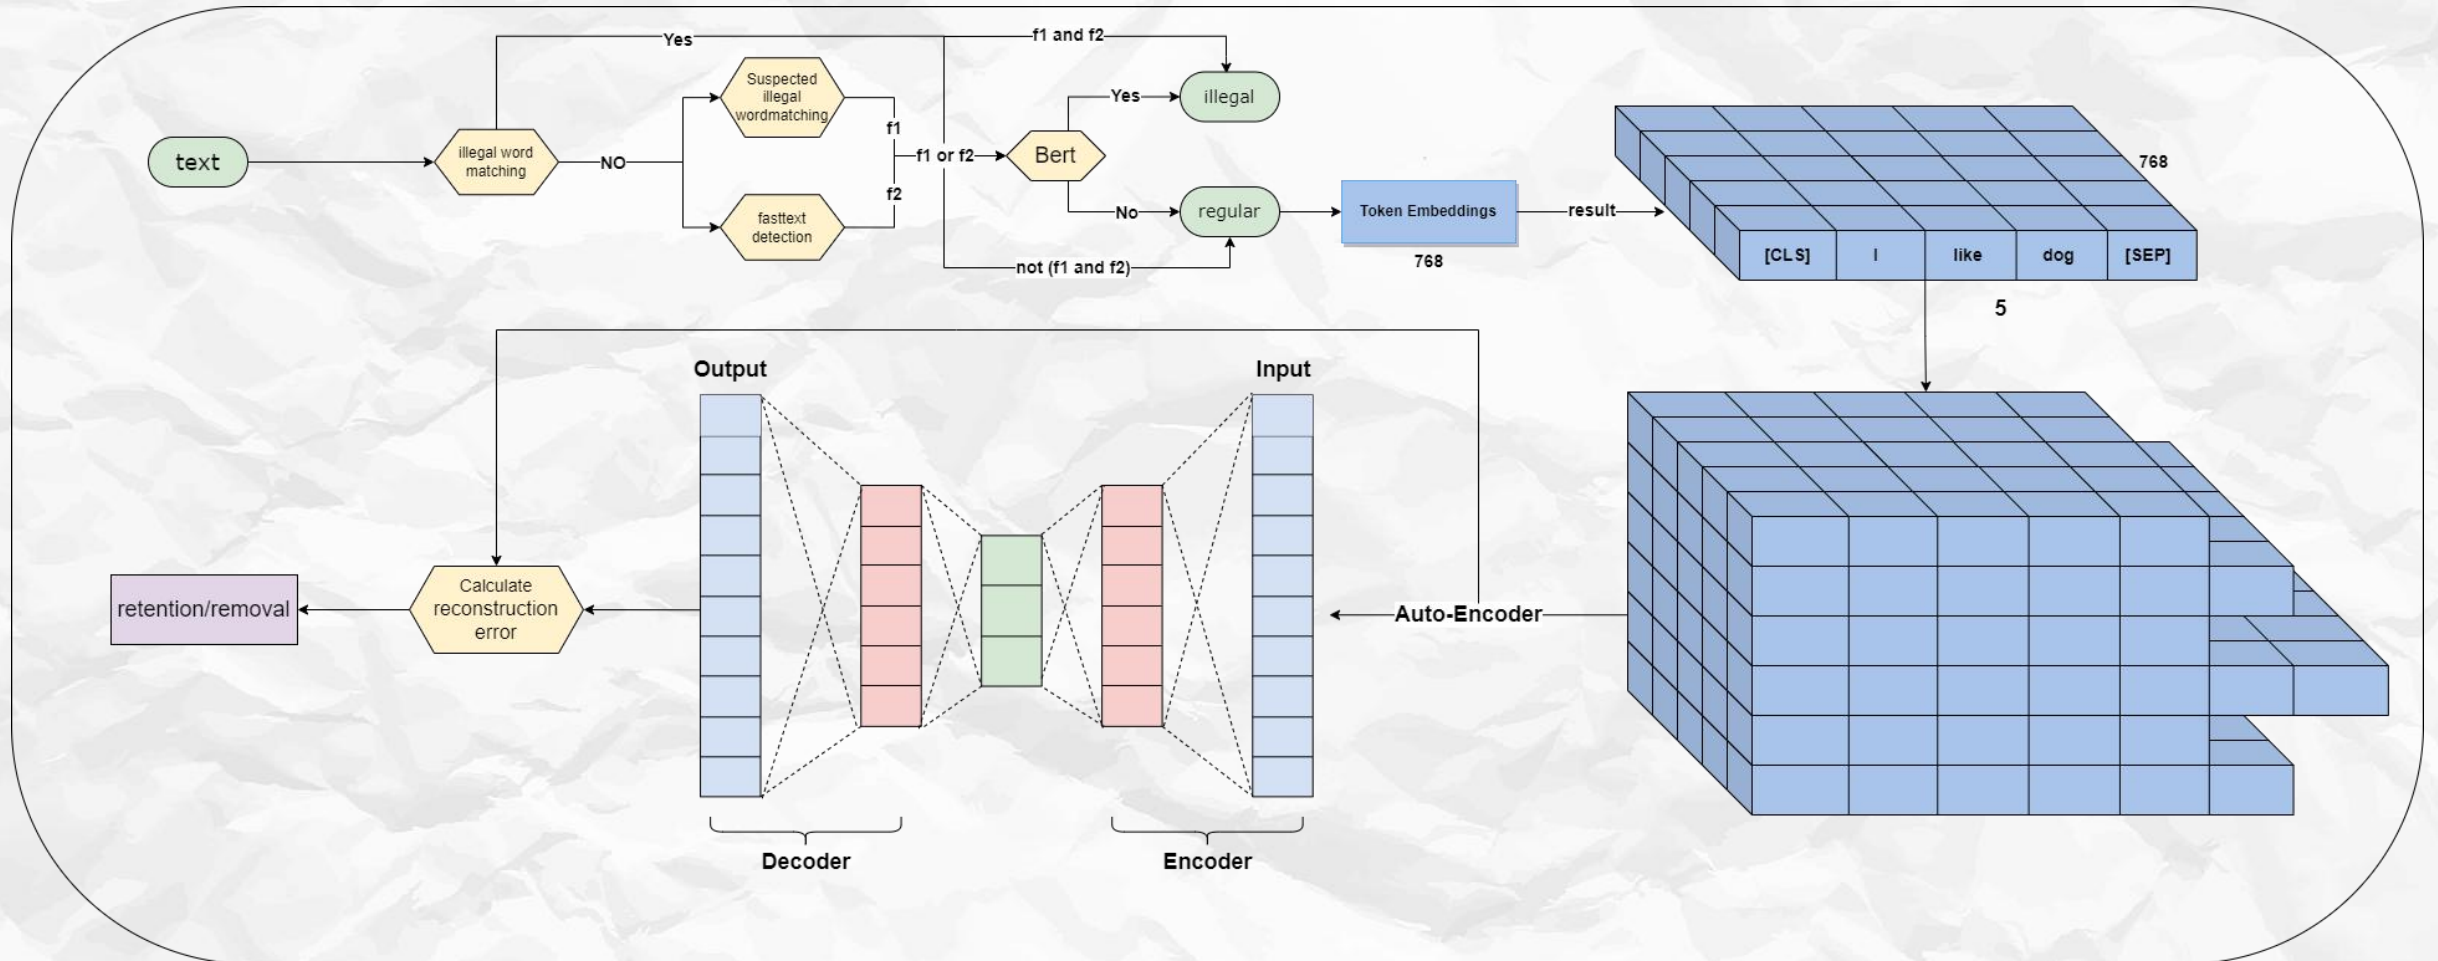 Yes
f1 and f2
Suspected
illegal
wordmatching
Yes
illegal
f1
text
illegal word
matching
NO
f1 or f2
Bert
768
f2
fasttext
detection
No
regular
Token Embeddings
result
768
not (f1 and f2)
[CLS]
I
like
dog
[SEP]
5
Output
Input
retention/removal
Calculate
reconstruction
error
Auto-Encoder
Decoder
Encoder